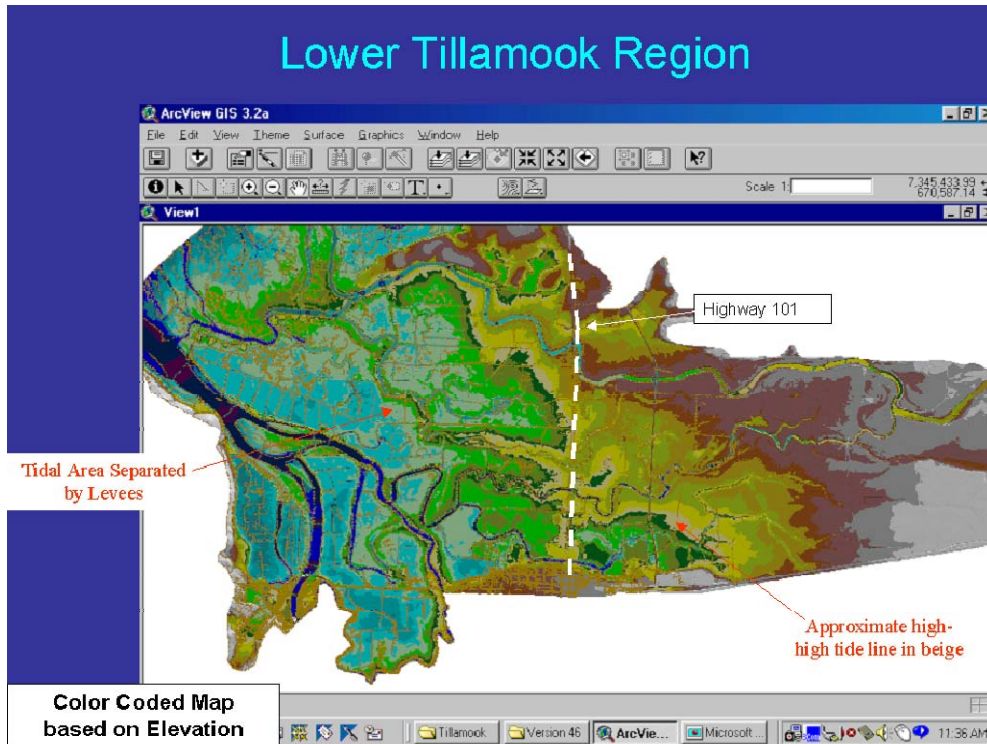 Lower Tillamook Region
ArcView GIS 3.2a
File Edit View Theme Surface Graphics Window Help
Scale 1:
7,345,433.99
670,587.14
View1
Highway 101
Tidal Area Separated
by Levees
Approximate high-
high tide line in beige
Color Coded Map
based on Elevation
Tillamook
Version 46
ArcVie...
Microsoft ...
11:36 AM